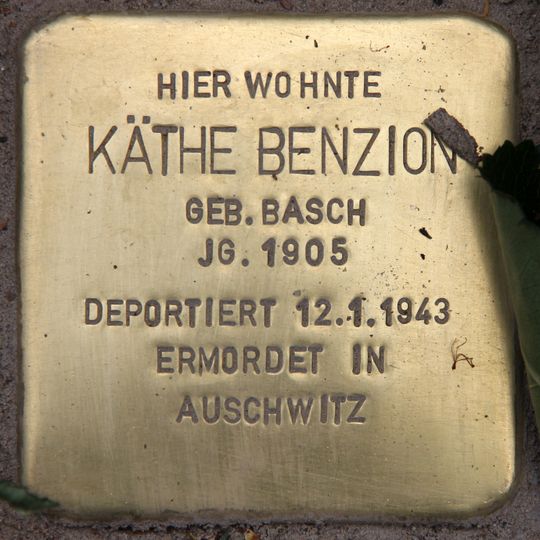 HIER WOHNTE
KÄTHE BENZION
GEB. BASCH
JG. 1905
DEPORTIERT 12.1.1943
ERMORDET IN
AUSCHWITZ